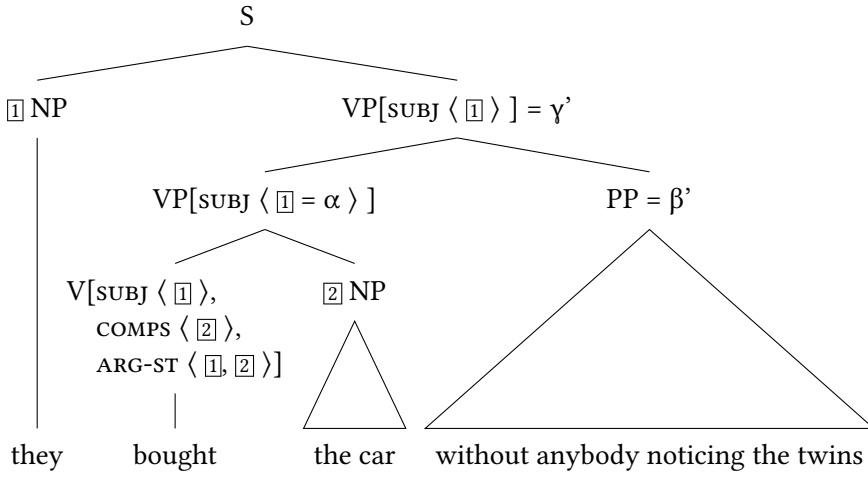 S
1 NP VP[SUBJ ⟨ 1 ⟩ ] = γ’
VP[SUBJ ⟨ 1 = α ⟩ ] PP = β’
V[SUBJ ⟨ 1 ⟩, 2 NP
COMPS ⟨ 2 ⟩,
ARG-ST ⟨ 1, 2 ⟩]
they bought the car without anybody noticing the twins